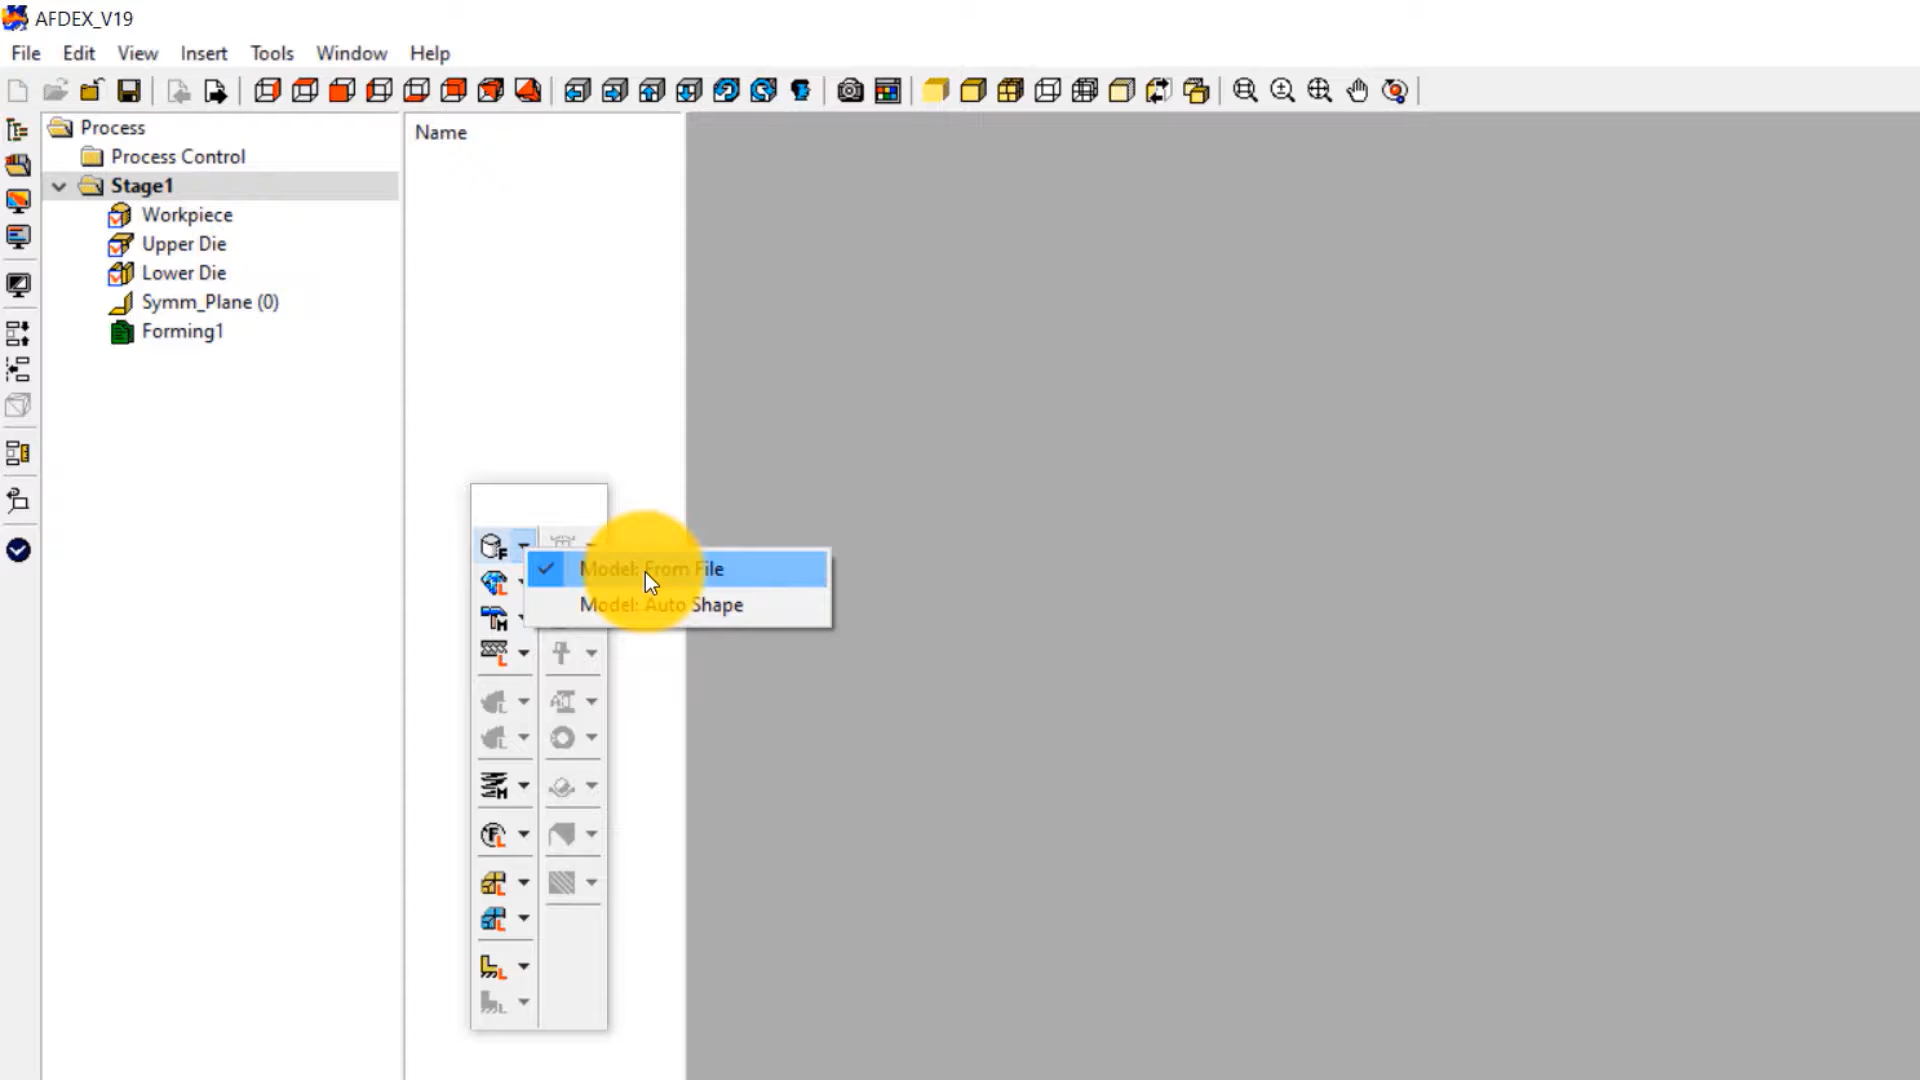 AFDEX_V19
File Edit View Insert Tools Window Help
Process
Name
Process Control
Stage1
Workpiece
Upper Die
Lower Die
Symm_Plane (0)
Forming1
Model: From File
Model: Auto Shape